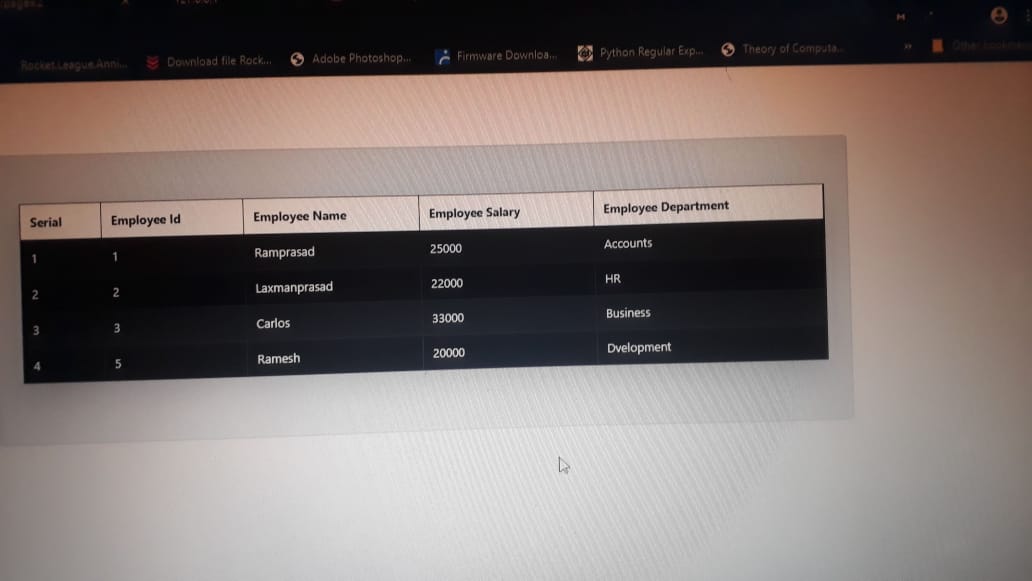 Rocket.League.Anni... Download file Rock... Adobe Photoshop... Firmware Downloa... Python Regular Exp... Theory of Computa... » Other bookmarks
Serial Employee Id Employee Name Employee Salary Employee Department
1 1 Ramprasad 25000 Accounts
2 2 Laxmanprasad 22000 HR
3 3 Carlos 33000 Business
4 5 Ramesh 20000 Dvelopment